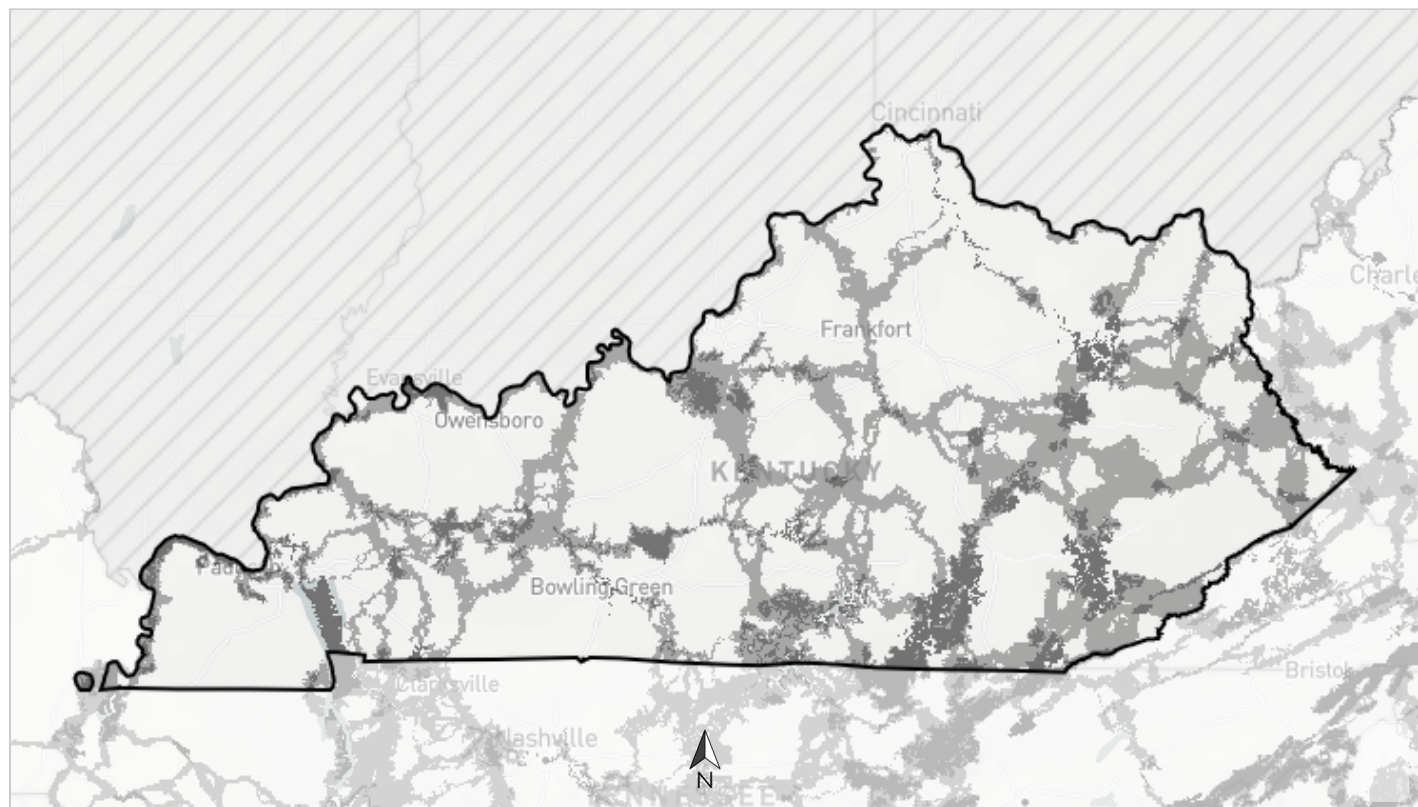 Cincinnati
Charle
Frankfort
Evansville
Owensboro
KENTUCKY
Bowling Green
Clarksville
Bristol
Nashville
N